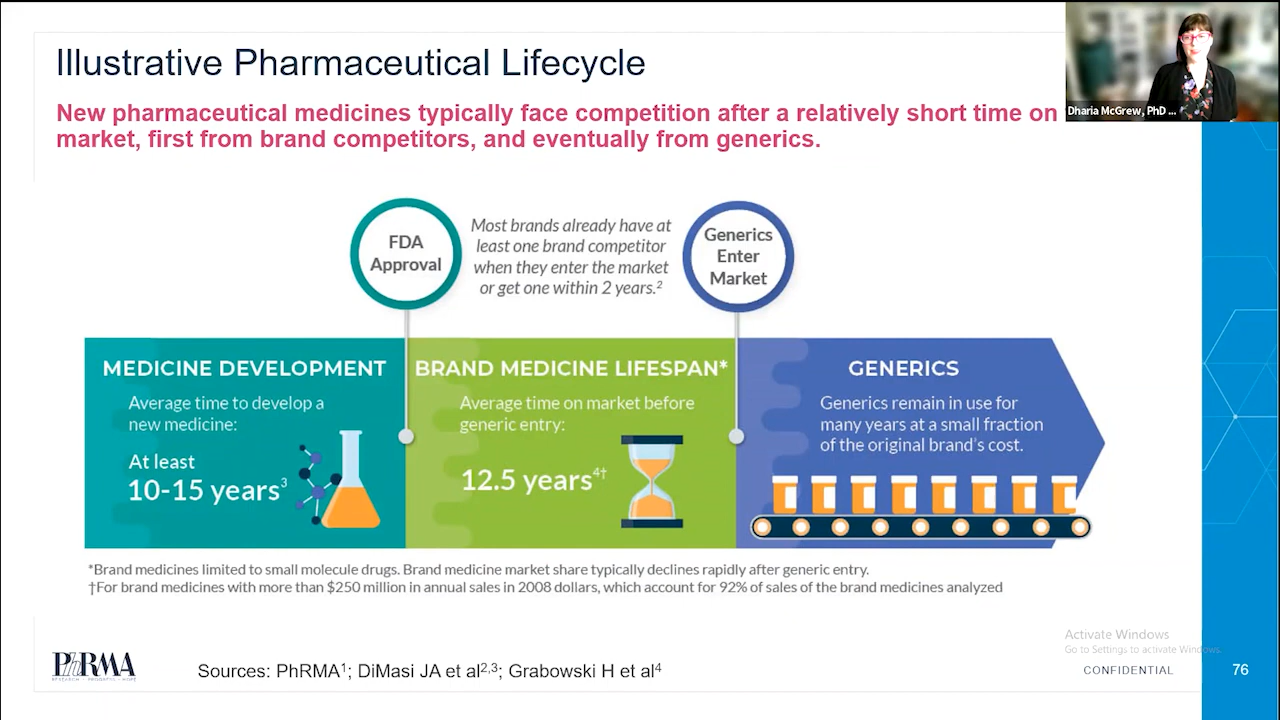 Illustrative Pharmaceutical Lifecycle
New pharmaceutical medicines typically face competition after a relatively short time on
market, first from brand competitors, and eventually from generics.
Dharia McGrew, PhD ...
FDA
Approval
Most brands already have at
least one brand competitor
when they enter the market
or get one within 2 years.²
Generics
Enter
Market
MEDICINE DEVELOPMENT
Average time to develop a
new medicine:
At least
10-15 years³
BRAND MEDICINE LIFESPAN*
Average time on market before
generic entry:
12.5 years⁴†
GENERICS
Generics remain in use for
many years at a small fraction
of the original brand's cost.
*Brand medicines limited to small molecule drugs. Brand medicine market share typically declines rapidly after generic entry.
†For brand medicines with more than $250 million in annual sales in 2008 dollars, which account for 92% of sales of the brand medicines analyzed
PhRMA
RESEARCH · PROGRESS · HOPE
Sources: PhRMA¹; DiMasi JA et al²,³; Grabowski H et al⁴
Activate Windows
Go to Settings to activate Windows.
CONFIDENTIAL
76